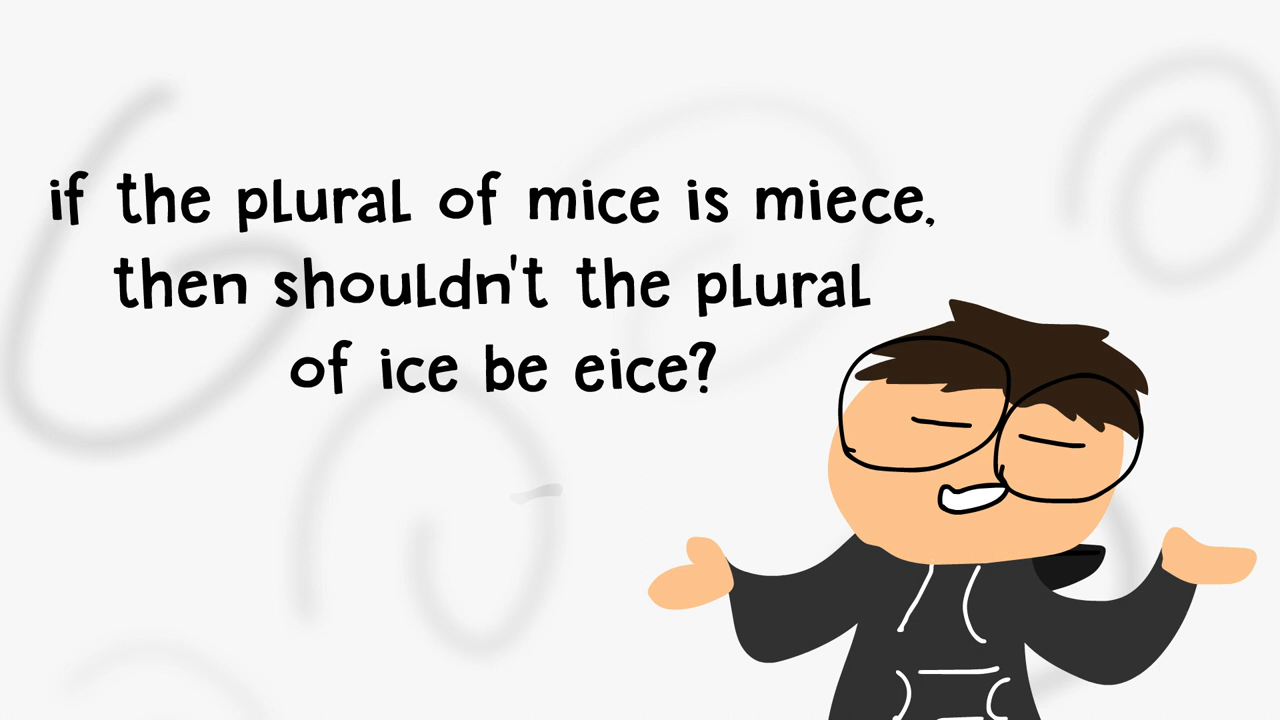 if the plural of mice is miece,
then shouldn't the plural
of ice be eice?